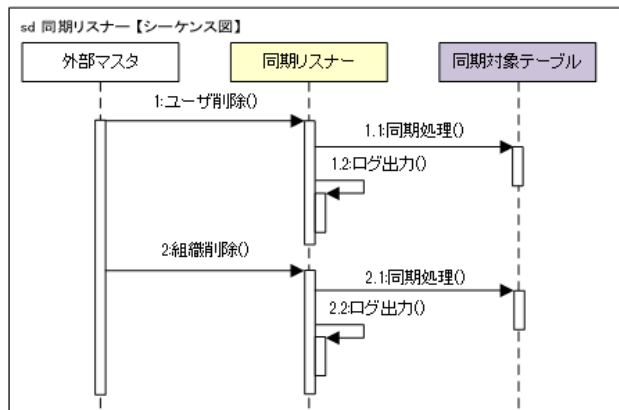 sd 同期リスナー【シーケンス図】
外部マスタ
同期リスナー
同期対象テーブル
1:ユーザ削除()
1.1:同期処理()
1.2:ログ出力()
2:組織削除()
2.1:同期処理()
2.2:ログ出力()